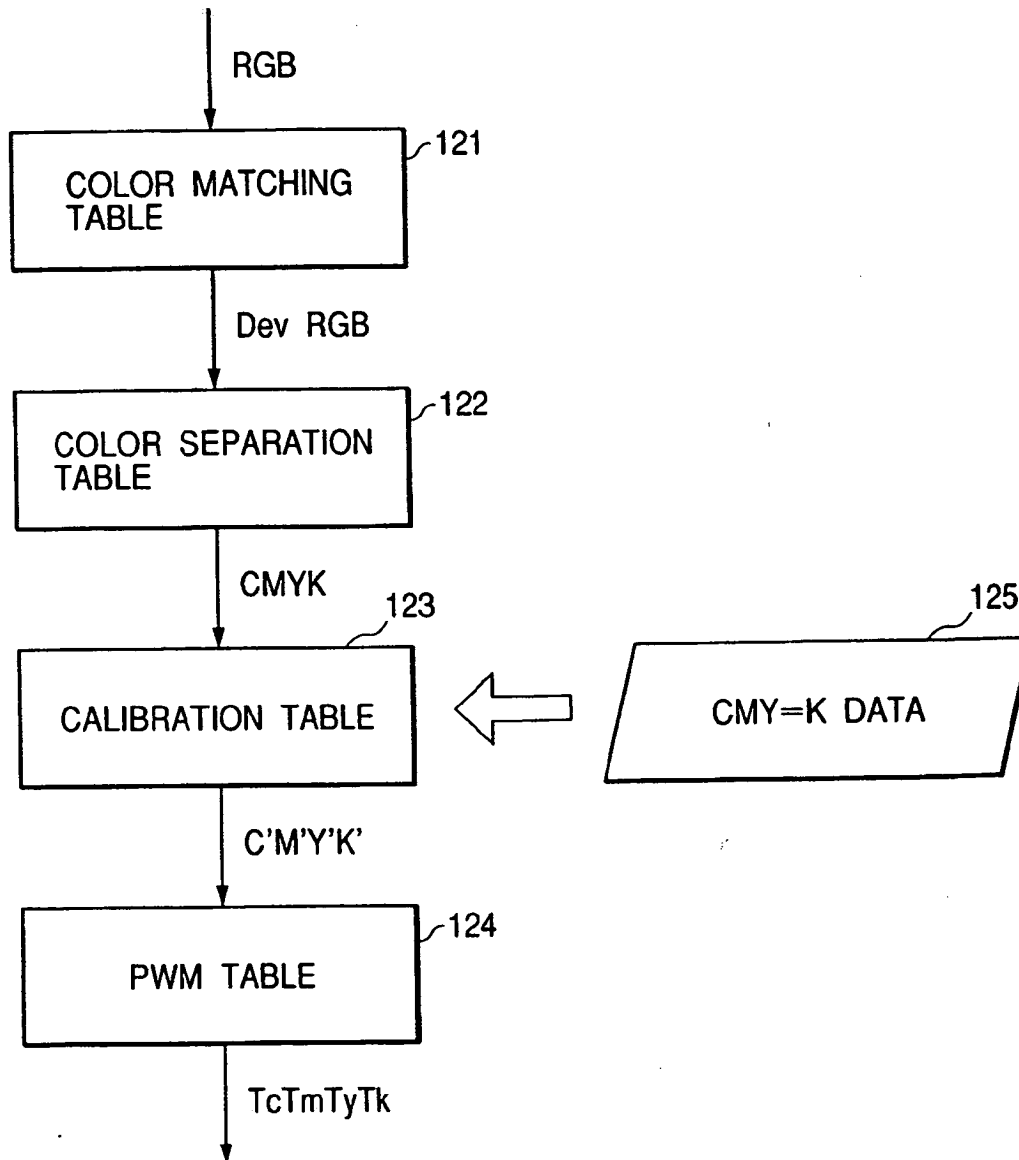 RGB
121
COLOR MATCHING
TABLE
Dev RGB
122
COLOR SEPARATION
TABLE
CMYK
123
CALIBRATION TABLE
125
CMY=K DATA
C'M'Y'K'
124
PWM TABLE
TcTmTyTk